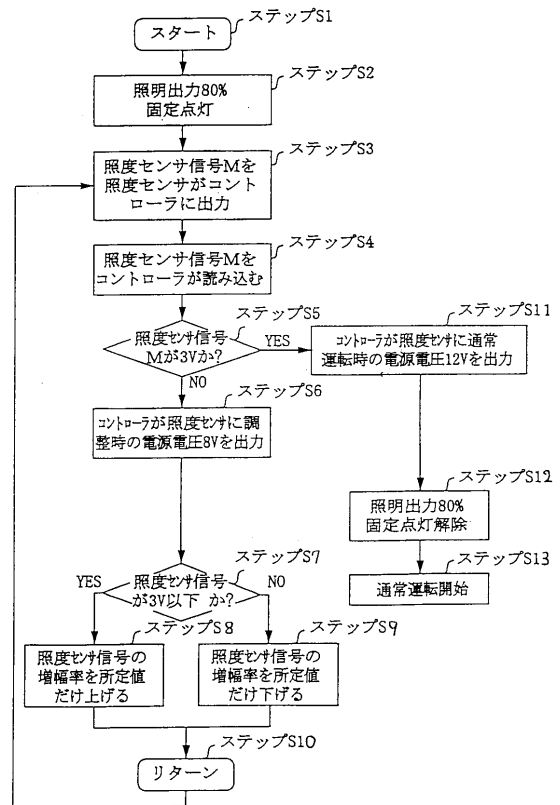 ステップS1
スタート
ステップS2
照明出力80%
固定点灯
ステップS3
照度センサ信号Mを
照度センサがコント
ローラに出力
ステップS4
照度センサ信号Mを
コントローラが読み込む
ステップS5
照度センサ信号
Mが3Vか?
YES
NO
ステップS11
コントローラが照度センサに通常
運転時の電源電圧12Vを出力
ステップS6
コントローラが照度センサに調
整時の電源電圧8Vを出力
ステップS12
照明出力80%
固定点灯解除
ステップS7
照度センサ信号
が3V以下 か?
YES
NO
ステップS13
通常運転開始
ステップS8
照度センサ信号の
増幅率を所定値
だけ上げる
ステップS9
照度センサ信号の
増幅率を所定値
だけ下げる
ステップS10
リターン